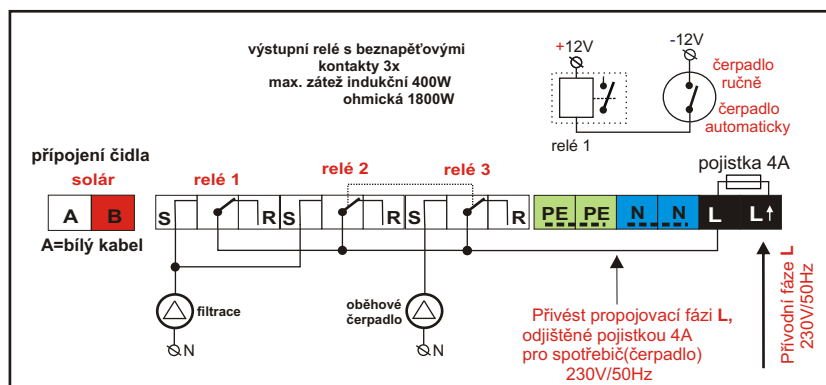 výstupní relé s beznapěťovými
kontakty 3x
max. zátež indukční 400W
ohmická 1800W
+12V
-12V
čerpadlo
ručně
čerpadlo
automaticky
relé 1
přípojení čidla
solár
relé 1
relé 2
relé 3
pojistka 4A
A B S R S R S R PE PE N N L L
A=bílý kabel
filtrace
N
oběhové
čerpadlo
N
Přivést propojovací fázi L,
odjištěné pojistkou 4A
pro spotřebič(čerpadlo)
230V/50Hz
Přívodní fáze L
230V/50Hz